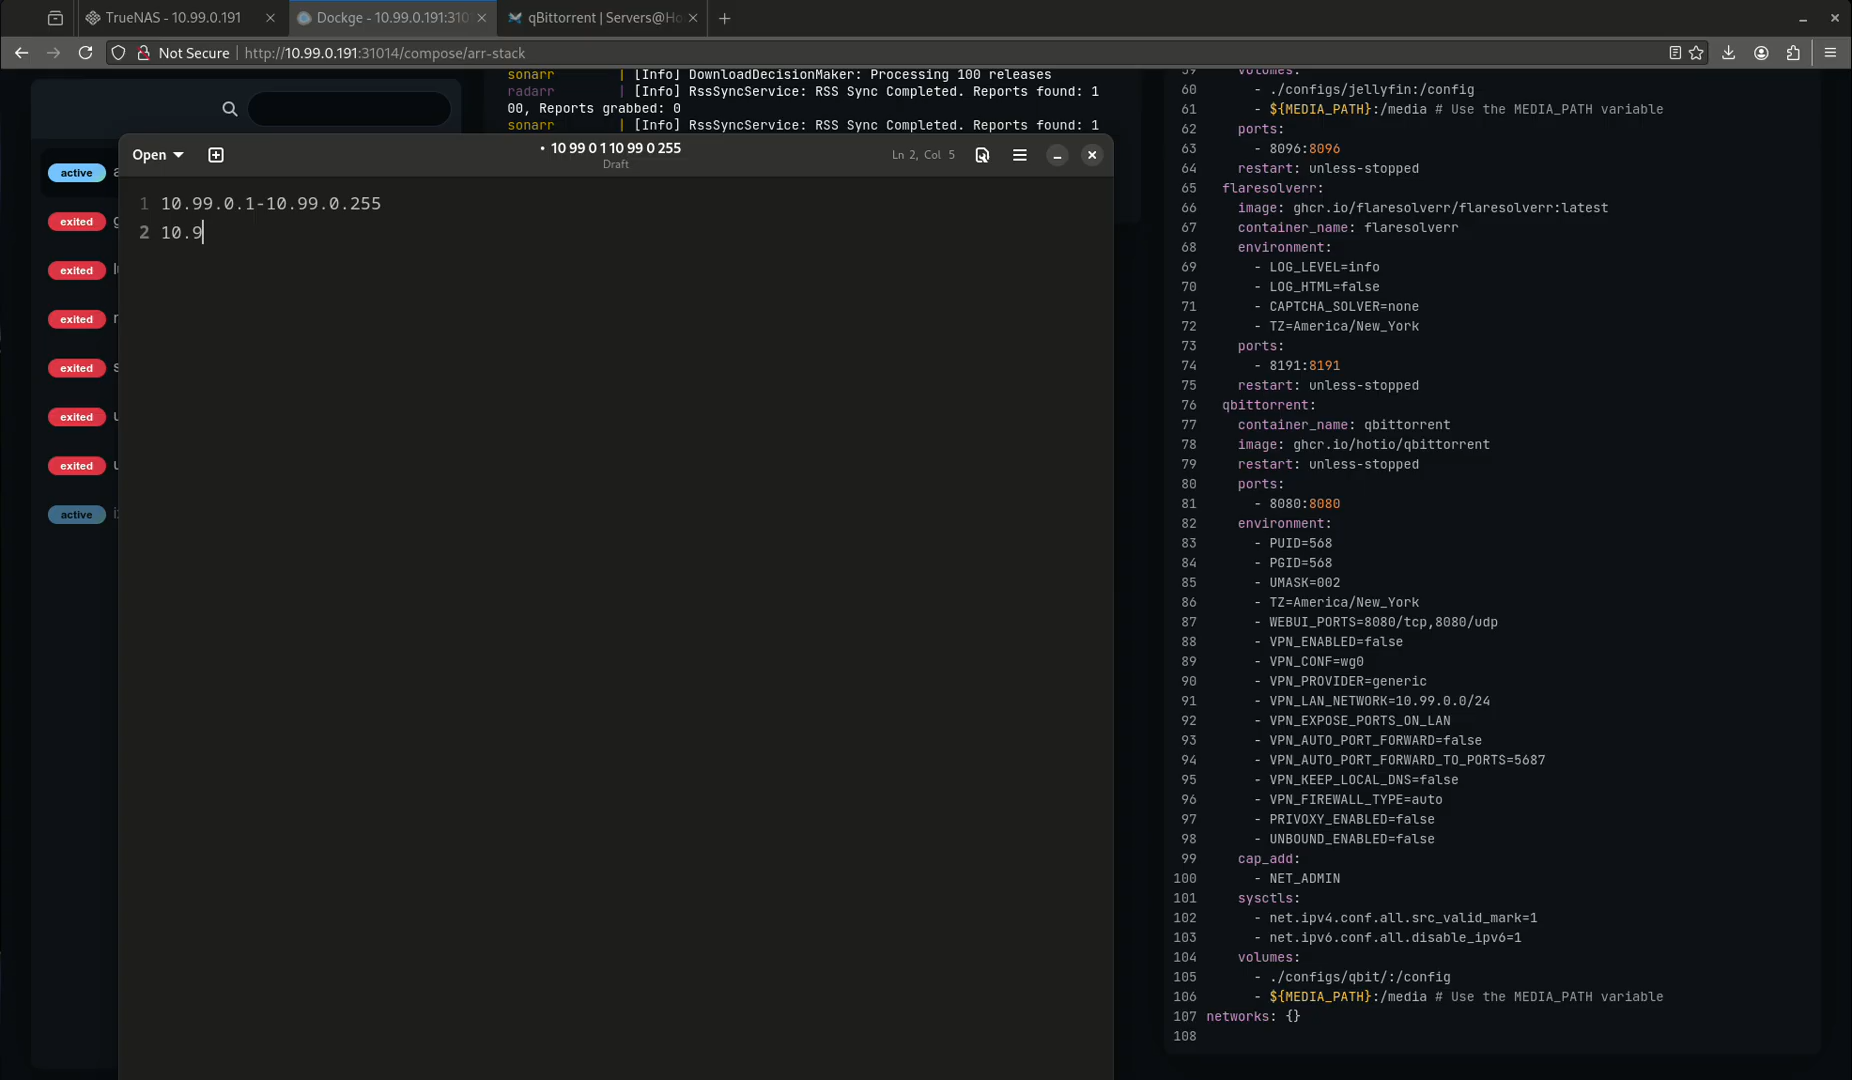 TrueNAS - 10.99.0.191
Dockge - 10.99.0.191:310
qBittorrent | Servers@Ho
Not Secure
http://10.99.0.191:31014/compose/arr-stack
sonarr | [Info] DownloadDecisionMaker: Processing 100 releases
radarr | [Info] RssSyncService: RSS Sync Completed. Reports found: 1
00, Reports grabbed: 0
sonarr | [Info] RssSyncService: RSS Sync Completed. Reports found: 1
active
exited
exited
exited
exited
exited
exited
active
Open
• 10 99 0 1 10 99 0 255
Draft
Ln 2, Col 5
1 10.99.0.1-10.99.0.255
2 10.9
59 volumes:
60 - ./configs/jellyfin:/config
61 - ${MEDIA_PATH}:/media # Use the MEDIA_PATH variable
62 ports:
63 - 8096:8096
64 restart: unless-stopped
65 flaresolverr:
66 image: ghcr.io/flaresolverr/flaresolverr:latest
67 container_name: flaresolverr
68 environment:
69 - LOG_LEVEL=info
70 - LOG_HTML=false
71 - CAPTCHA_SOLVER=none
72 - TZ=America/New_York
73 ports:
74 - 8191:8191
75 restart: unless-stopped
76 qbittorrent:
77 container_name: qbittorrent
78 image: ghcr.io/hotio/qbittorrent
79 restart: unless-stopped
80 ports:
81 - 8080:8080
82 environment:
83 - PUID=568
84 - PGID=568
85 - UMASK=002
86 - TZ=America/New_York
87 - WEBUI_PORTS=8080/tcp,8080/udp
88 - VPN_ENABLED=false
89 - VPN_CONF=wg0
90 - VPN_PROVIDER=generic
91 - VPN_LAN_NETWORK=10.99.0.0/24
92 - VPN_EXPOSE_PORTS_ON_LAN
93 - VPN_AUTO_PORT_FORWARD=false
94 - VPN_AUTO_PORT_FORWARD_TO_PORTS=5687
95 - VPN_KEEP_LOCAL_DNS=false
96 - VPN_FIREWALL_TYPE=auto
97 - PRIVOXY_ENABLED=false
98 - UNBOUND_ENABLED=false
99 cap_add:
100 - NET_ADMIN
101 sysctls:
102 - net.ipv4.conf.all.src_valid_mark=1
103 - net.ipv6.conf.all.disable_ipv6=1
104 volumes:
105 - ./configs/qbit/:/config
106 - ${MEDIA_PATH}:/media # Use the MEDIA_PATH variable
107 networks: {}
108